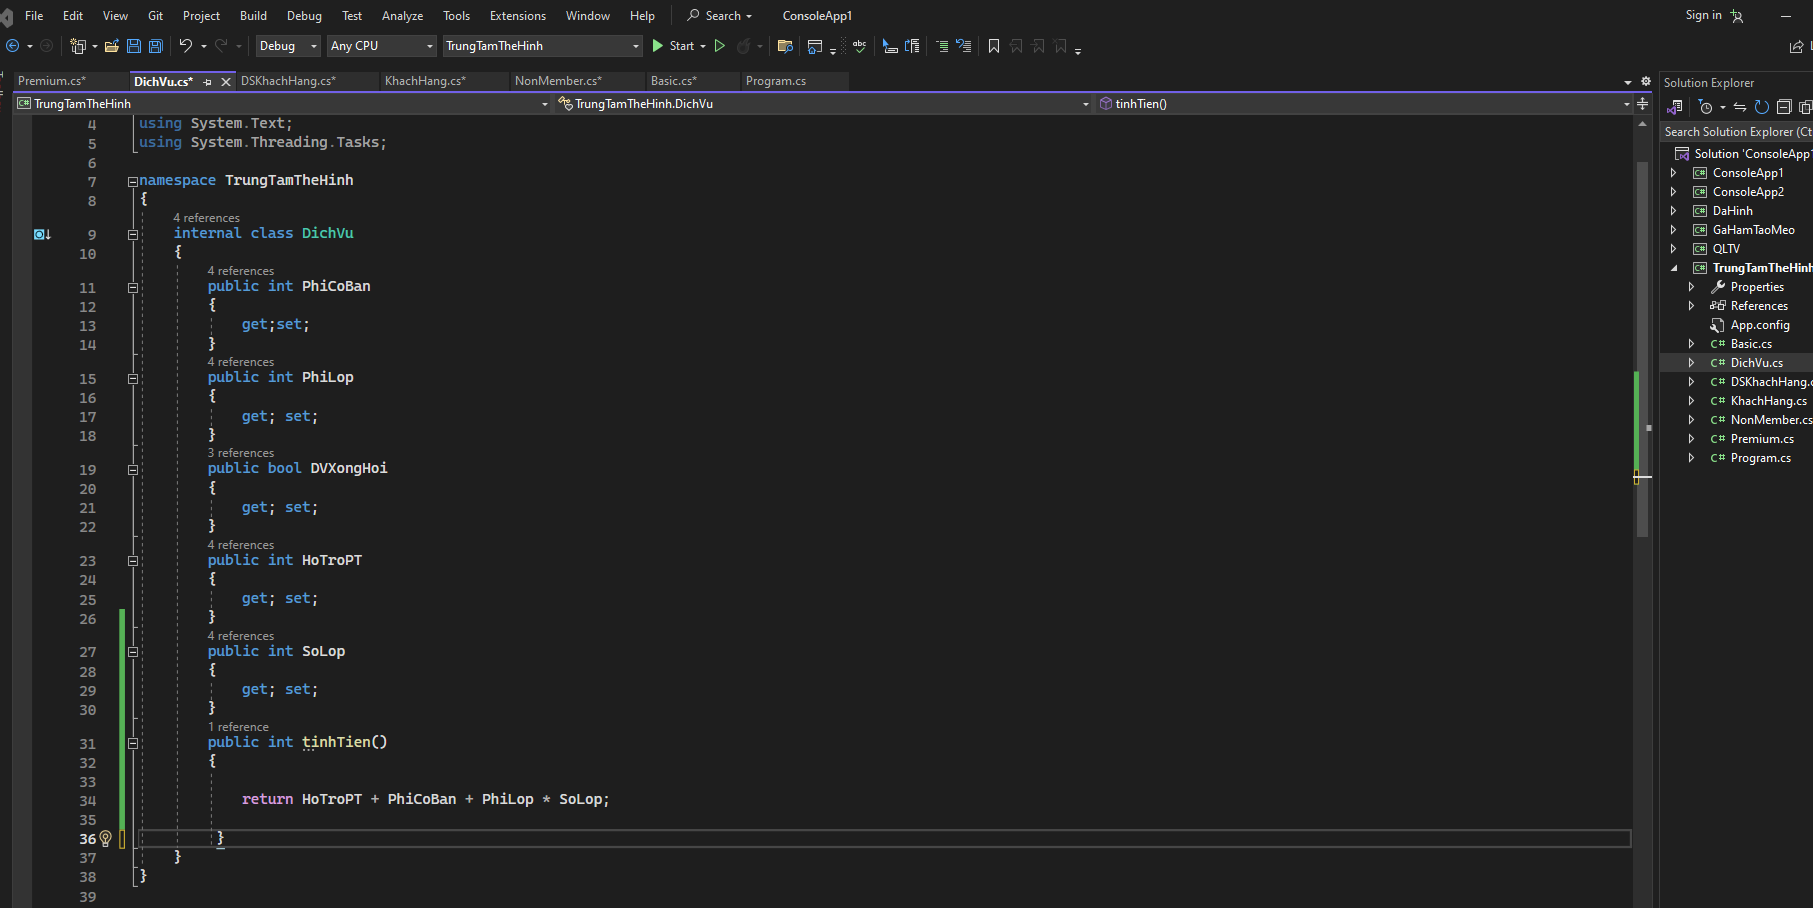 File Edit View Git Project Build Debug Test Analyze Tools Extensions Window Help Search ConsoleApp1 Sign in
Debug Any CPU TrungTamTheHinh Start
Premium.cs* DichVu.cs* DSKhachHang.cs* KhachHang.cs* NonMember.cs* Basic.cs* Program.cs
TrungTamTheHinh TrungTamTheHinh.DichVu tinhTien()
4 using System.Text;
5 using System.Threading.Tasks;
6
7 namespace TrungTamTheHinh
8 {
4 references
9 internal class DichVu
10 {
4 references
11 public int PhiCoBan
12 {
13 get;set;
14 }
4 references
15 public int PhiLop
16 {
17 get; set;
18 }
3 references
19 public bool DVXongHoi
20 {
21 get; set;
22 }
4 references
23 public int HoTroPT
24 {
25 get; set;
26 }
4 references
27 public int SoLop
28 {
29 get; set;
30 }
1 reference
31 public int tinhTien()
32 {
33
34 return HoTroPT + PhiCoBan + PhiLop * SoLop;
35
36 }
37 }
38 }
39
Solution Explorer
Search Solution Explorer (Ct
Solution 'ConsoleApp1
C# ConsoleApp1
C# ConsoleApp2
C# DaHinh
C# GaHamTaoMeo
C# QLTV
C# TrungTamTheHinh
Properties
References
App.config
C# Basic.cs
C# DichVu.cs
C# DSKhachHang.c
C# KhachHang.cs
C# NonMember.cs
C# Premium.cs
C# Program.cs